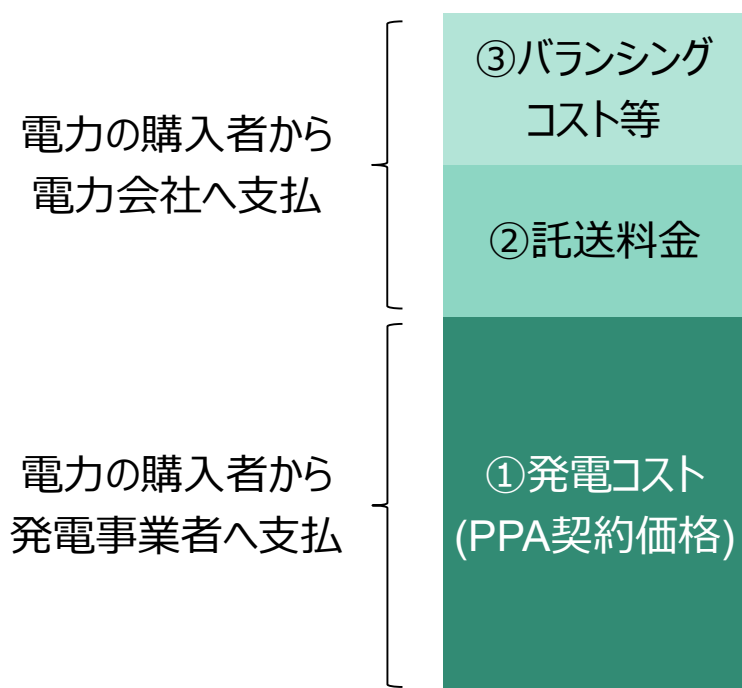 電力の購入者から
電力会社へ支払
③バランシング
コスト等
②託送料金
電力の購入者から
発電事業者へ支払
①発電コスト
(PPA契約価格)